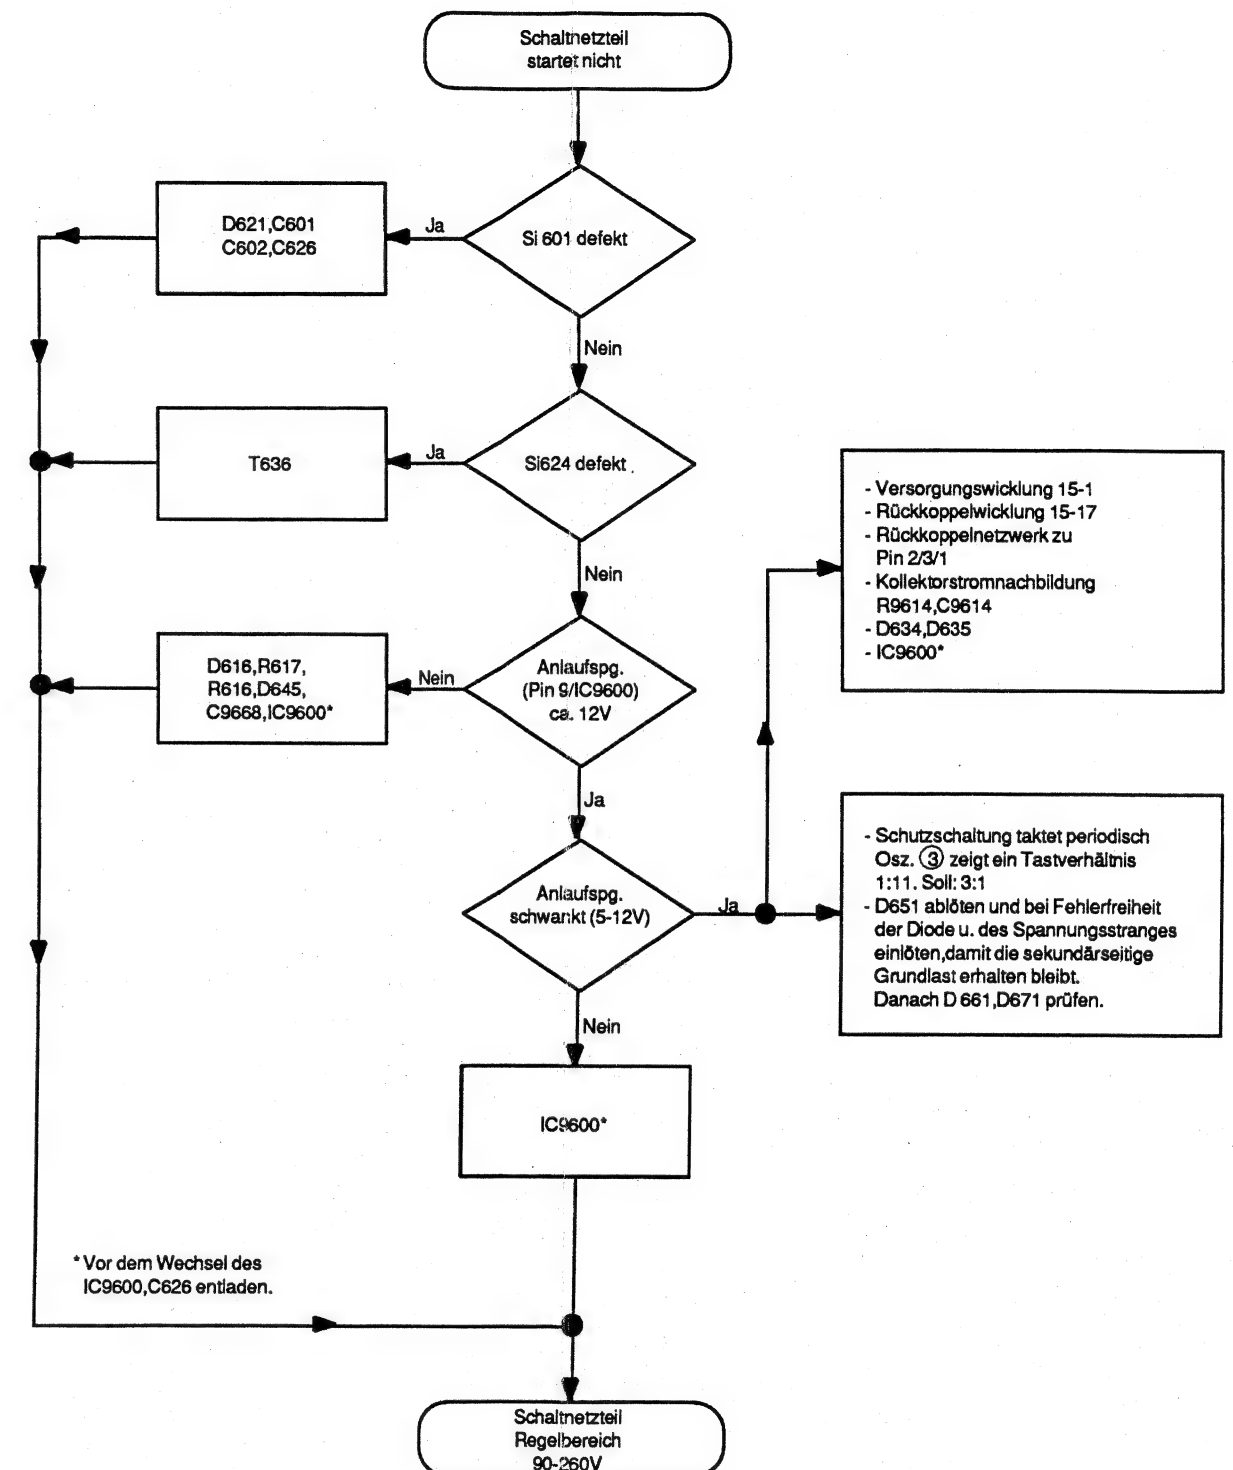 Schaltnetzteil
startet nicht
D621,C601
C602,C626
Ja
Si 601 defekt
Nein
T636
Ja
Si624 defekt
Nein
- Versorgungswicklung 15-1
- Rückkoppelwicklung 15-17
- Rückkoppelnetzwerk zu
Pin 2/3/1
- Kollektorstromnachbildung
R9614,C9614
- D634,D635
- IC9600*
D616,R617,
R616,D645,
C9668,IC9600*
Nein
Anlaufspg.
(Pin 9/IC9600)
ca. 12V
Ja
Anlaufspg.
schwankt (5-12V)
Ja
- Schutzschaltung taktet periodisch
Osz. ③ zeigt ein Tastverhältnis
1:11. Soll: 3:1
- D651 ablöten und bei Fehlerfreiheit
der Diode u. des Spannungsstranges
einlöten,damit die sekundärseitige
Grundlast erhalten bleibt.
Danach D 661,D671 prüfen.
Nein
IC9600*
* Vor dem Wechsel des
IC9600,C626 entladen.
Schaltnetzteil
Regelbereich
90-260V